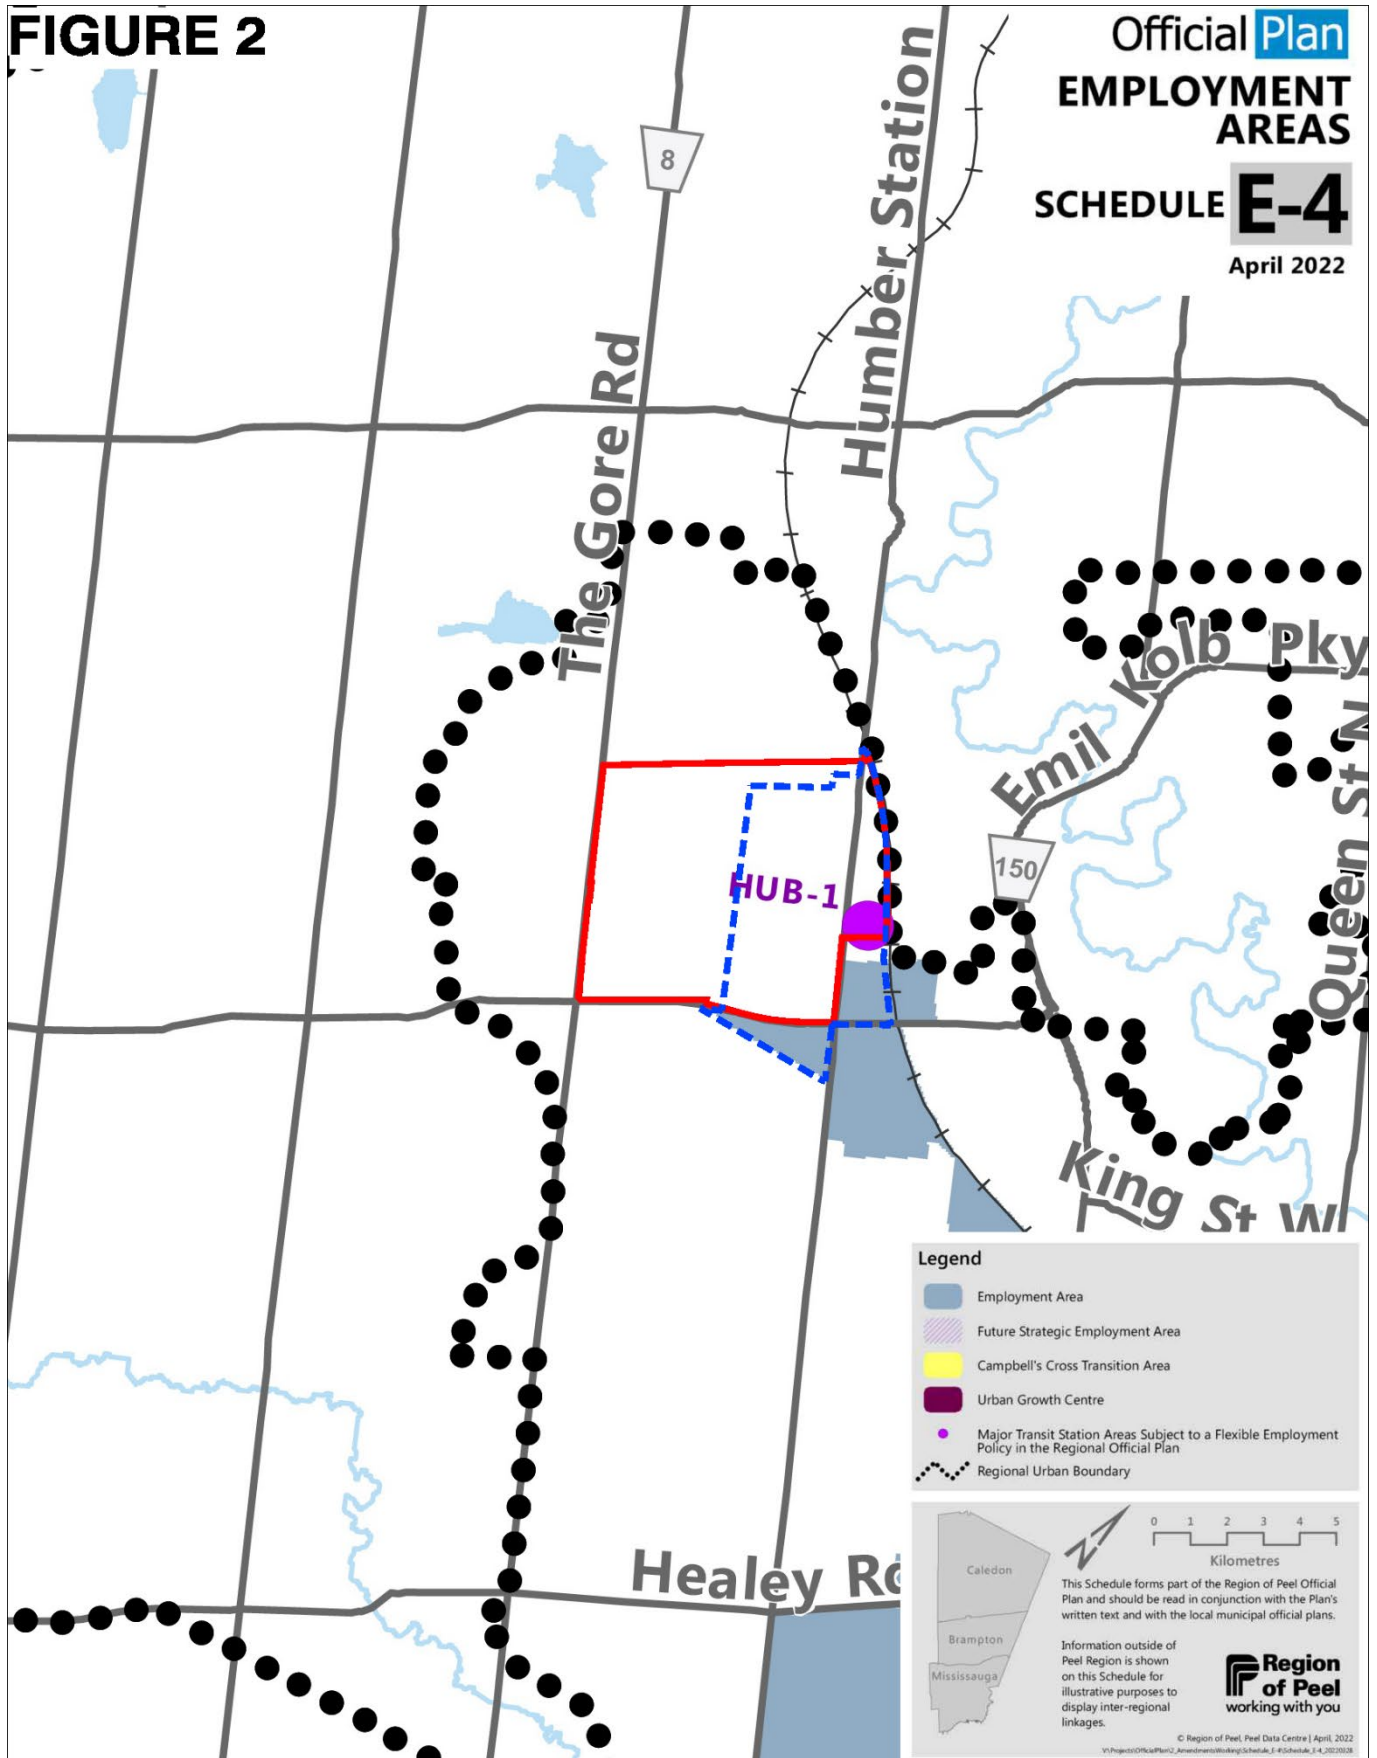 FIGURE 2
Official Plan
EMPLOYMENT
AREAS
SCHEDULE E-4
April 2022
8
Humber Station
The Gore Rd
Emil Kolb Pky
150
Queen St N
HUB-1
King St W
Healey Rd
Legend
Employment Area
Future Strategic Employment Area
Campbell's Cross Transition Area
Urban Growth Centre
Major Transit Station Areas Subject to a Flexible Employment
Policy in the Regional Official Plan
Regional Urban Boundary
Caledon
Brampton
Mississauga
N
0 1 2 3 4 5
Kilometres
This Schedule forms part of the Region of Peel Official
Plan and should be read in conjunction with the Plan's
written text and with the local municipal official plans.
Information outside of
Peel Region is shown
on this Schedule for
illustrative purposes to
display inter-regional
linkages.
Region
of Peel
working with you
© Region of Peel, Peel Data Centre | April, 2022